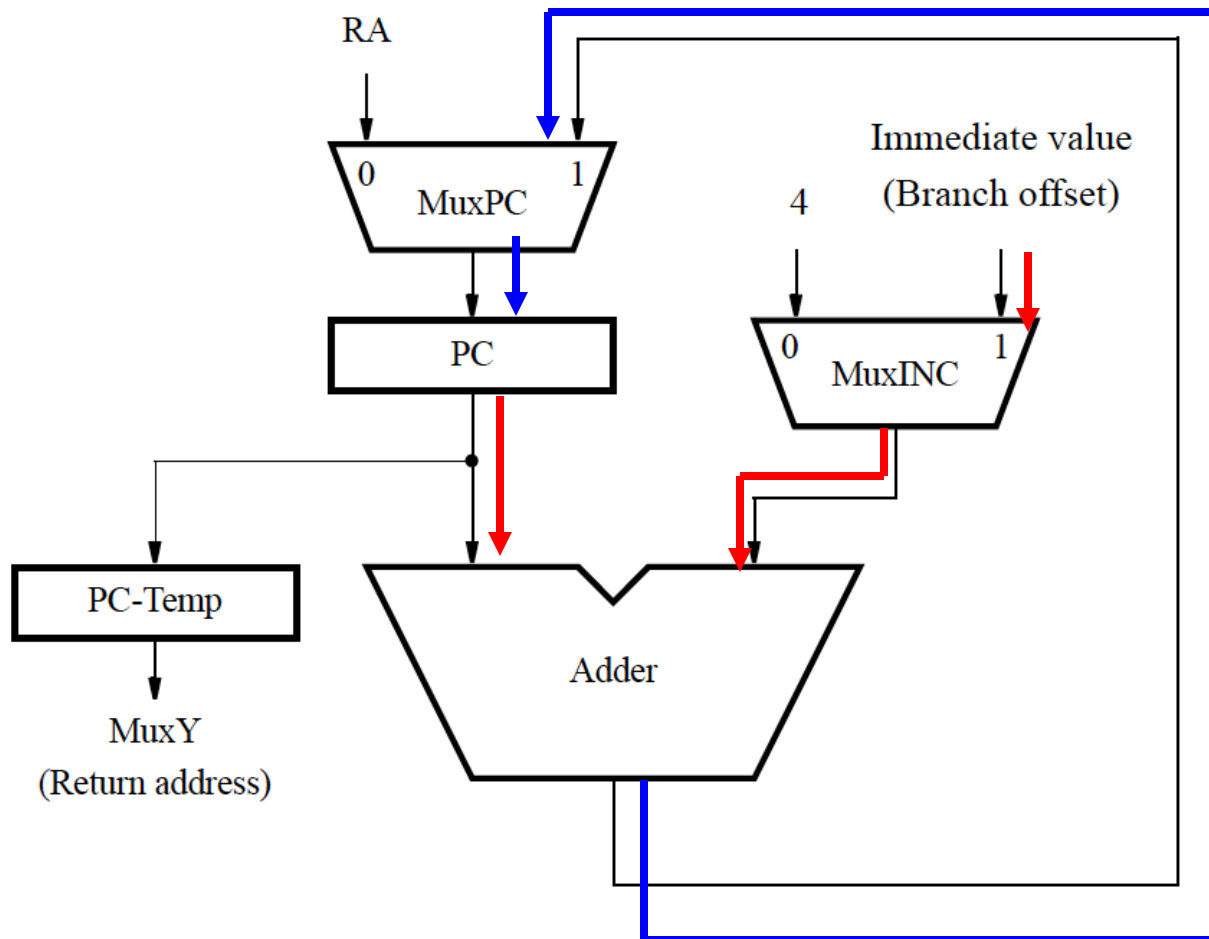 RA
Immediate value
(Branch offset)
0
1
MuxPC
4
PC
0
1
MuxINC
PC-Temp
Adder
MuxY
(Return address)